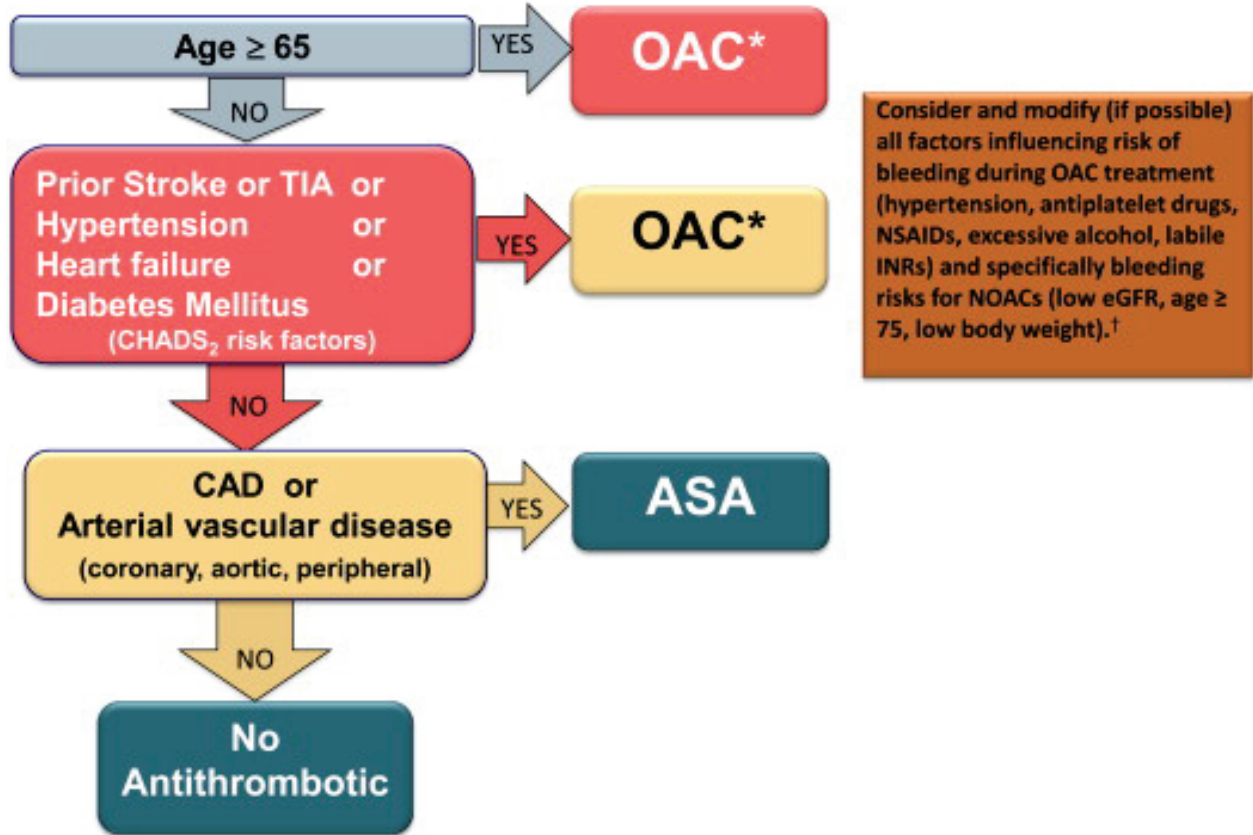 Age ≥ 65
YES
OAC*
NO
Prior Stroke or TIA or
Hypertension or
Heart failure or
Diabetes Mellitus
(CHADS₂ risk factors)
YES
OAC*
Consider and modify (if possible)
all factors influencing risk of
bleeding during OAC treatment
(hypertension, antiplatelet drugs,
NSAIDs, excessive alcohol, labile
INRs) and specifically bleeding
risks for NOACs (low eGFR, age ≥
75, low body weight).†
NO
CAD or
Arterial vascular disease
(coronary, aortic, peripheral)
YES
ASA
NO
No
Antithrombotic